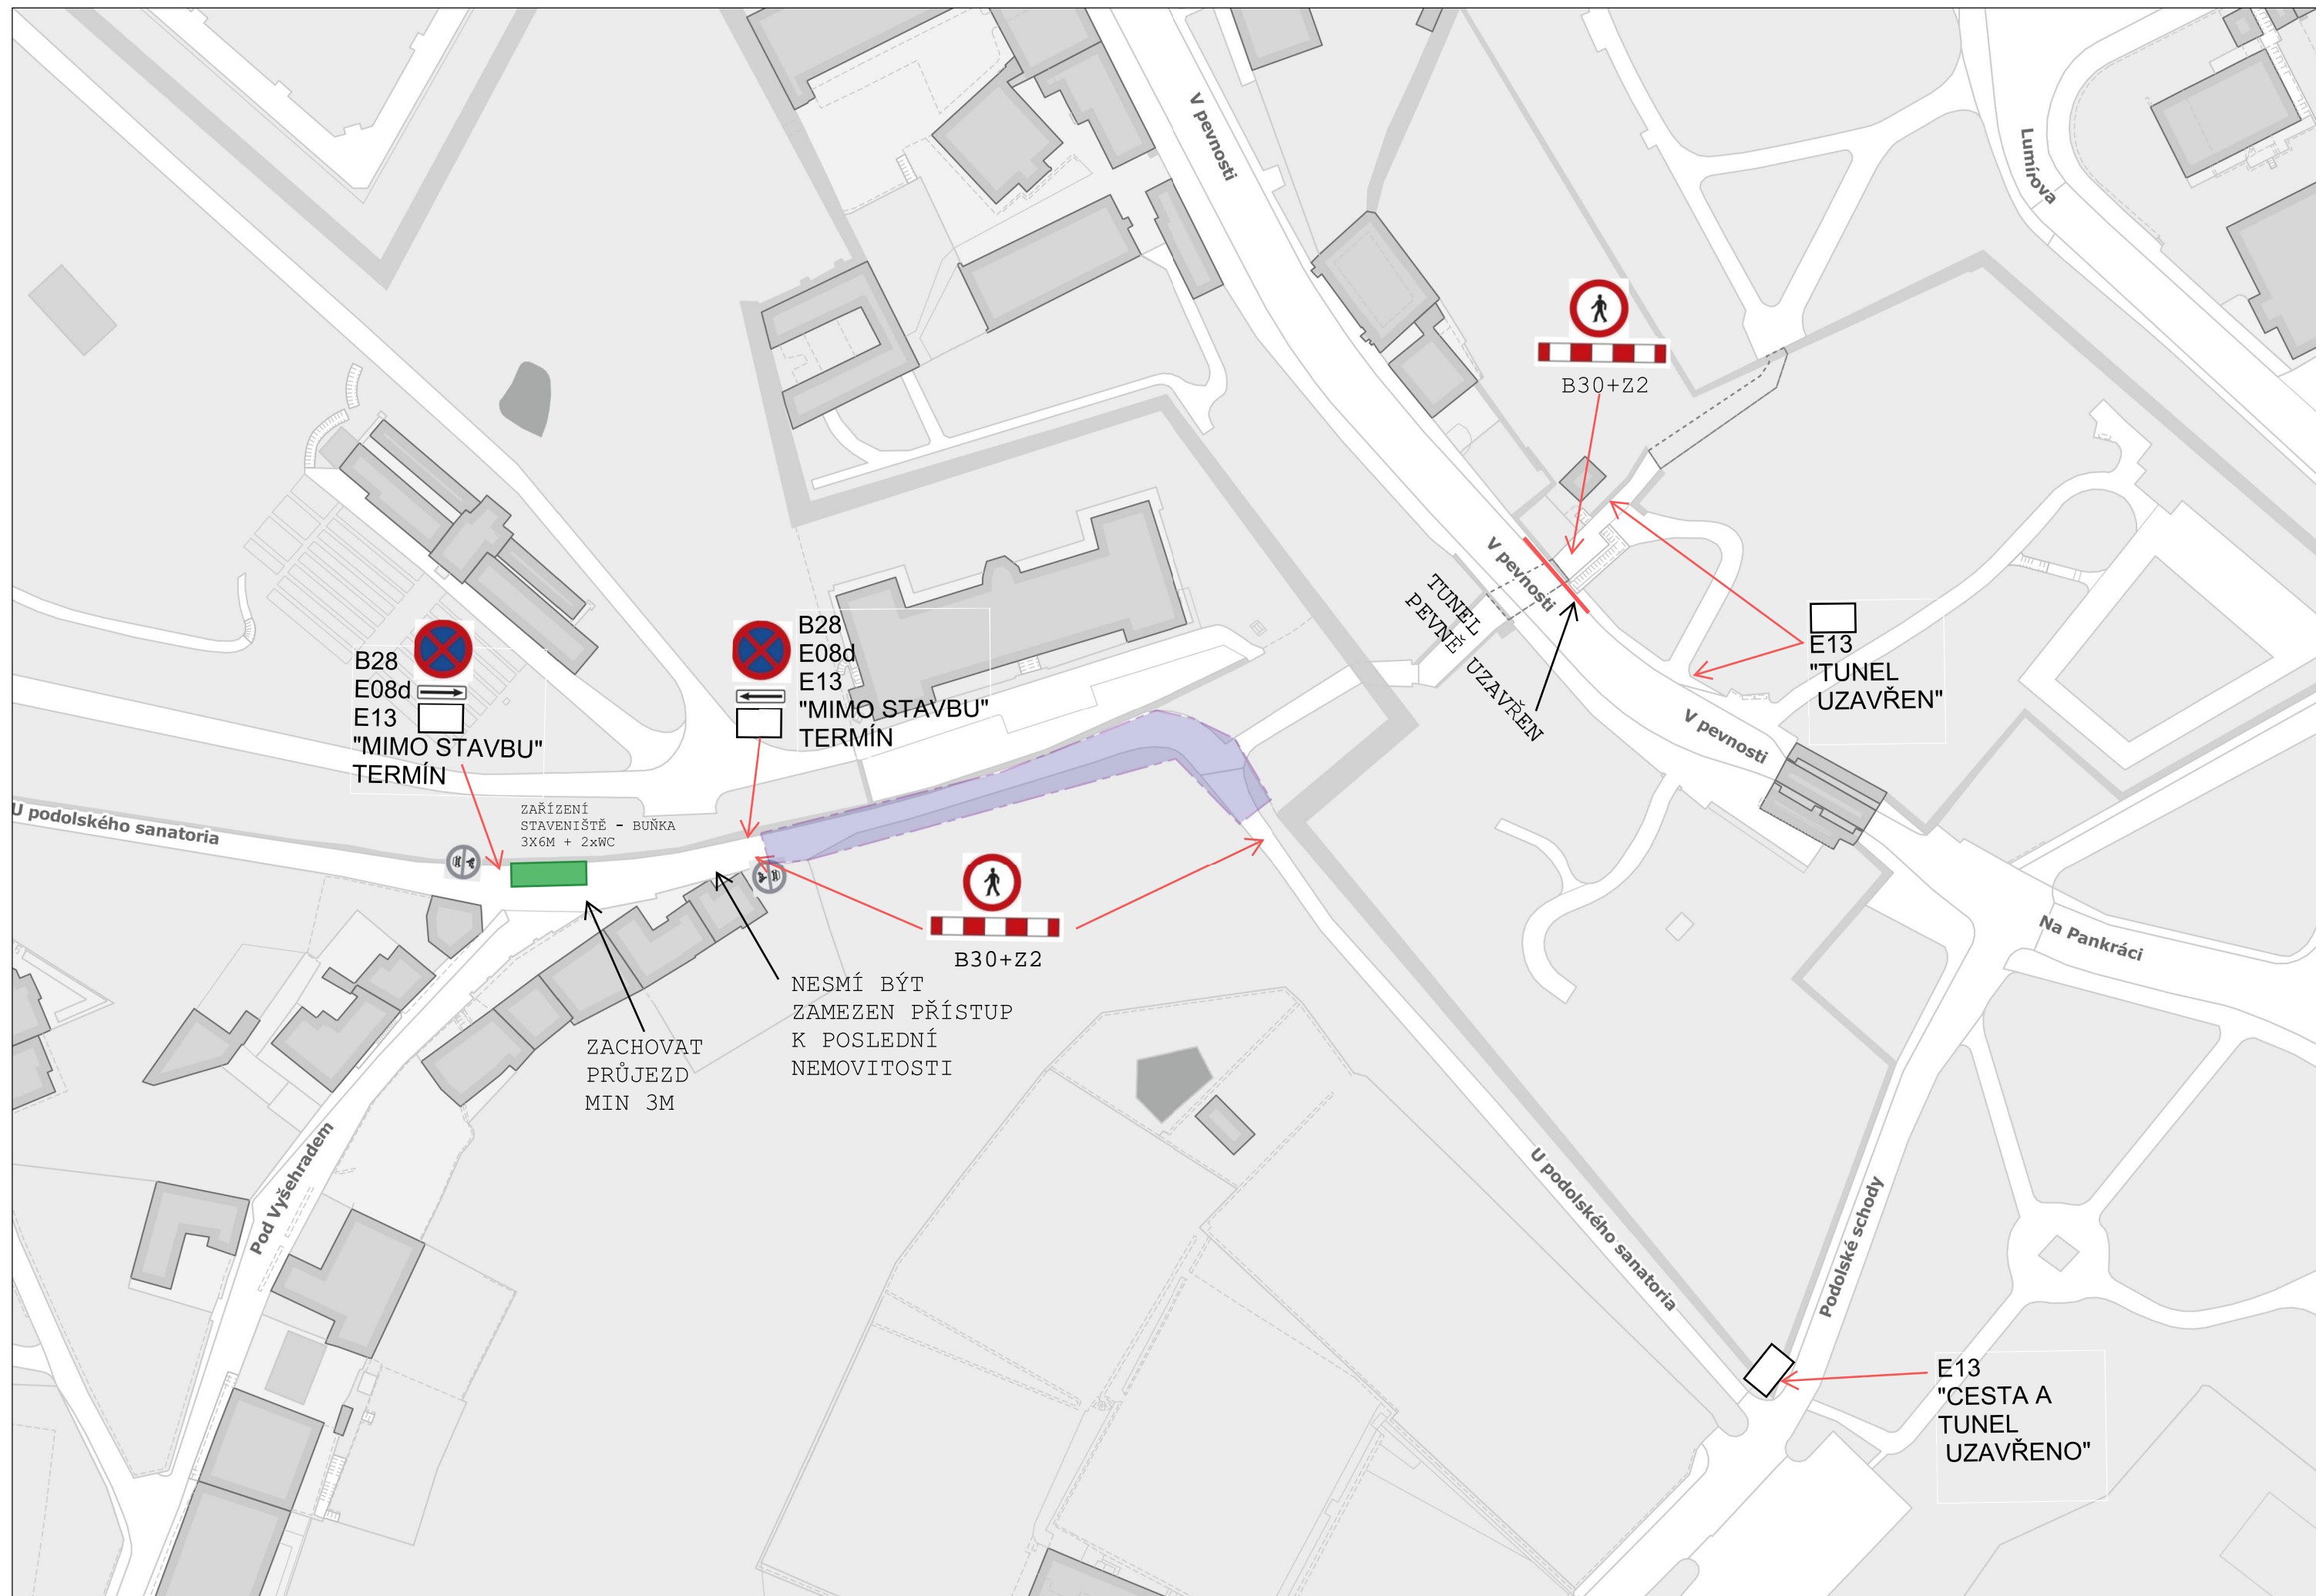 V pevnosti
Lumírova
B30+Z2
V pevnosti
TUNEL
PEVNĚ UZAVŘEN
E13
"TUNEL
UZAVŘEN"
V pevnosti
B28
E08d
E13
"MIMO STAVBU"
TERMÍN
B28
E08d
E13
"MIMO STAVBU"
TERMÍN
U podolského sanatoria
ZAŘÍZENÍ
STAVENIŠTĚ - BUŇKA
3X6M + 2xWC
B30+Z2
Na Pankráci
NESMÍ BÝT
ZAMEZEN PŘÍSTUP
K POSLEDNÍ
NEMOVITOSTI
ZACHOVAT
PRŮJEZD
MIN 3M
Pod Vyšehradem
U podolského sanatoria
Podolské schody
E13
"CESTA A
TUNEL
UZAVŘENO"